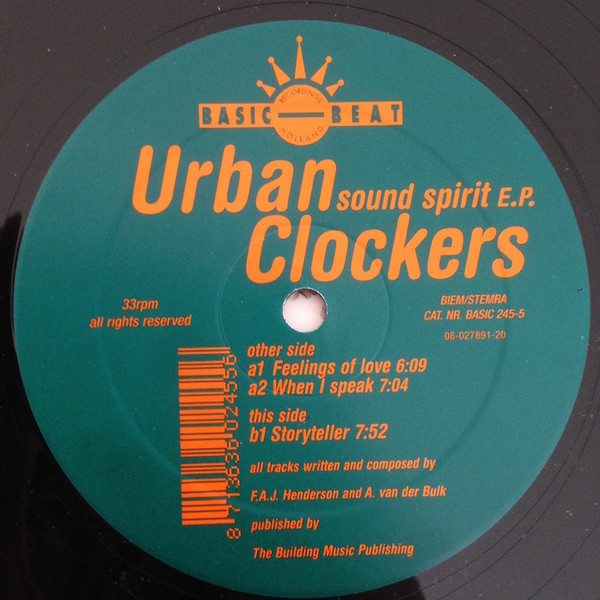 RECORDINGS
BASIC BEAT
HOLLAND
Urban sound spirit E.P.
Clockers
33rpm
all rights reserved
BIEM/STEMRA
CAT. NR. BASIC 245-5
08-027891-20
other side
a1 Feelings of love 6:09
a2 When I speak 7:04
this side
b1 Storyteller 7:52
all tracks written and composed by
F.A.J. Henderson and A. van der Bulk
published by
The Building Music Publishing
8 713636 024556